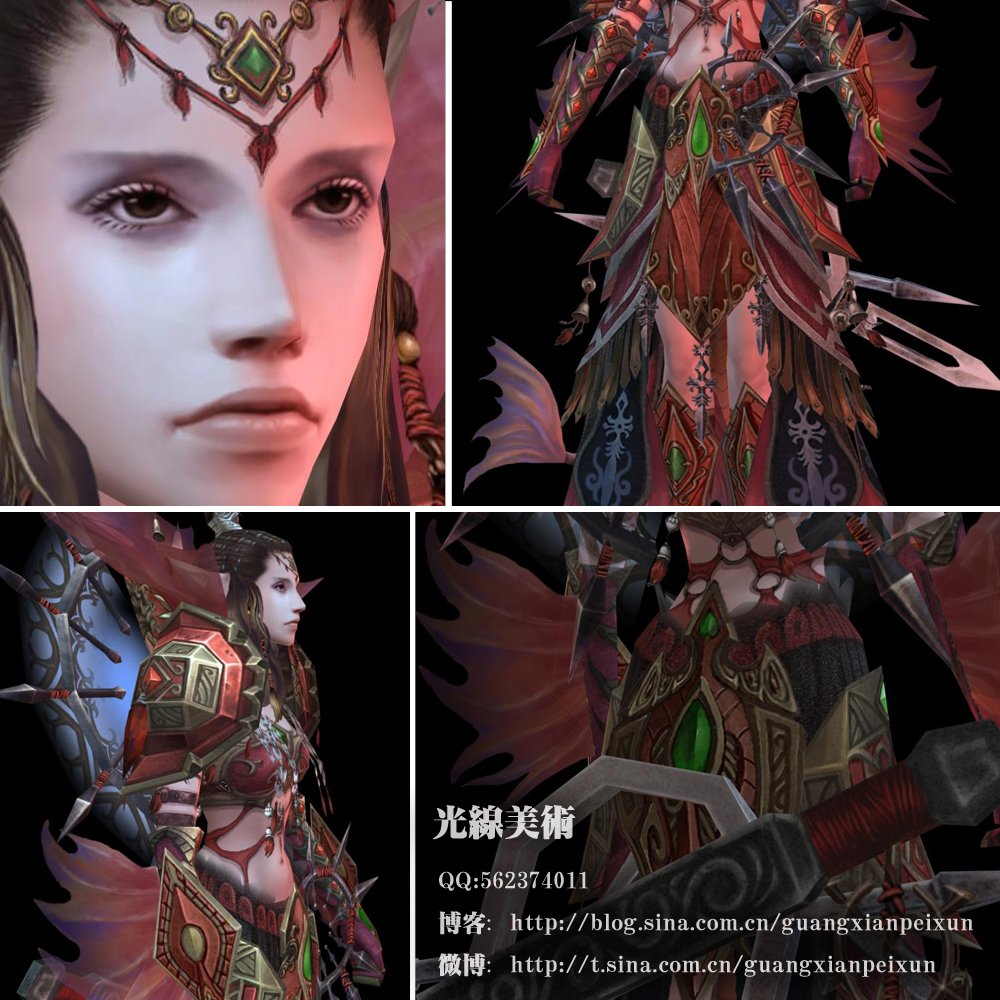 光線美術
QQ:562374011
博客: http://blog.sina.com.cn/guangxianpeixun
微博: http://t.sina.com.cn/guangxianpeixun